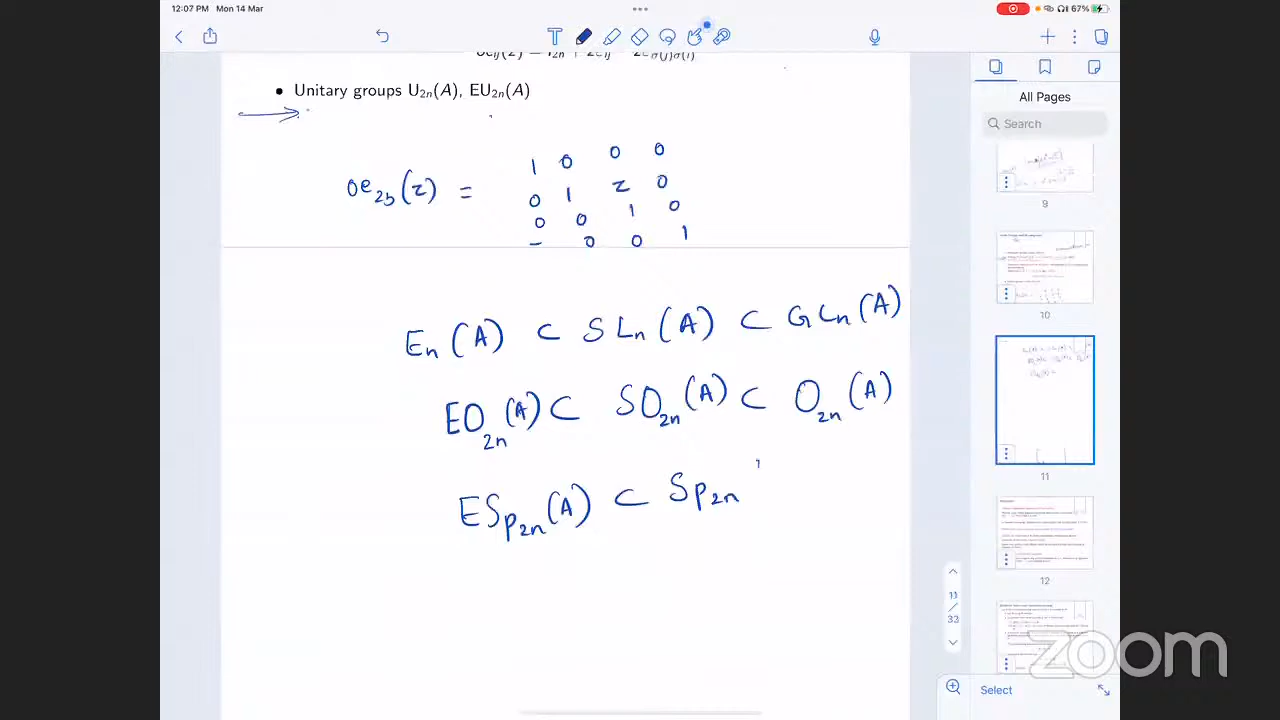 12:07 PM Mon 14 Mar
67%
• Unitary groups U2n(A), EU2n(A)
oe23(z) =
1 0 0 0
0 1 z 0
0 0 1 0
– 0 0 1
En(A) ⊂ SLn(A) ⊂ GLn(A)
EO2n(A) ⊂ SO2n(A) ⊂ O2n(A)
ESp2n(A) ⊂ Sp2n
All Pages
Search
9
10
11
12
11
/
33
Select
zoom